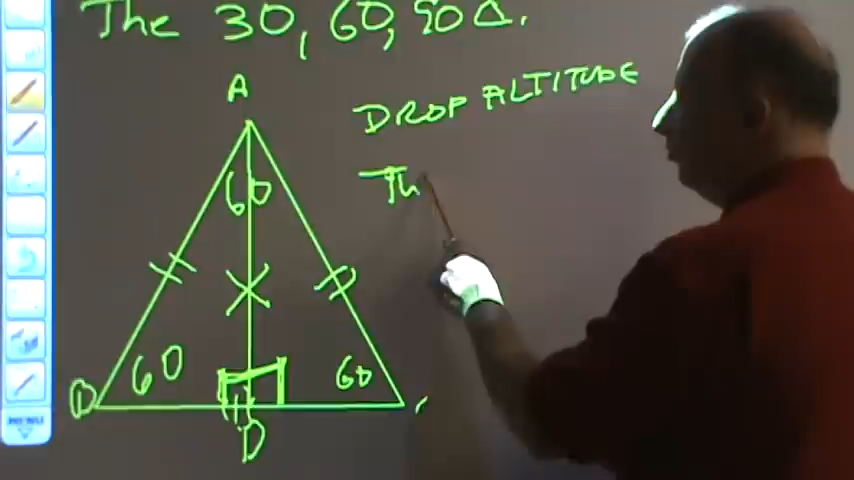 The 30, 60, 90 Δ.
A
DROP ALTITUDE
Th
60
60
60
D